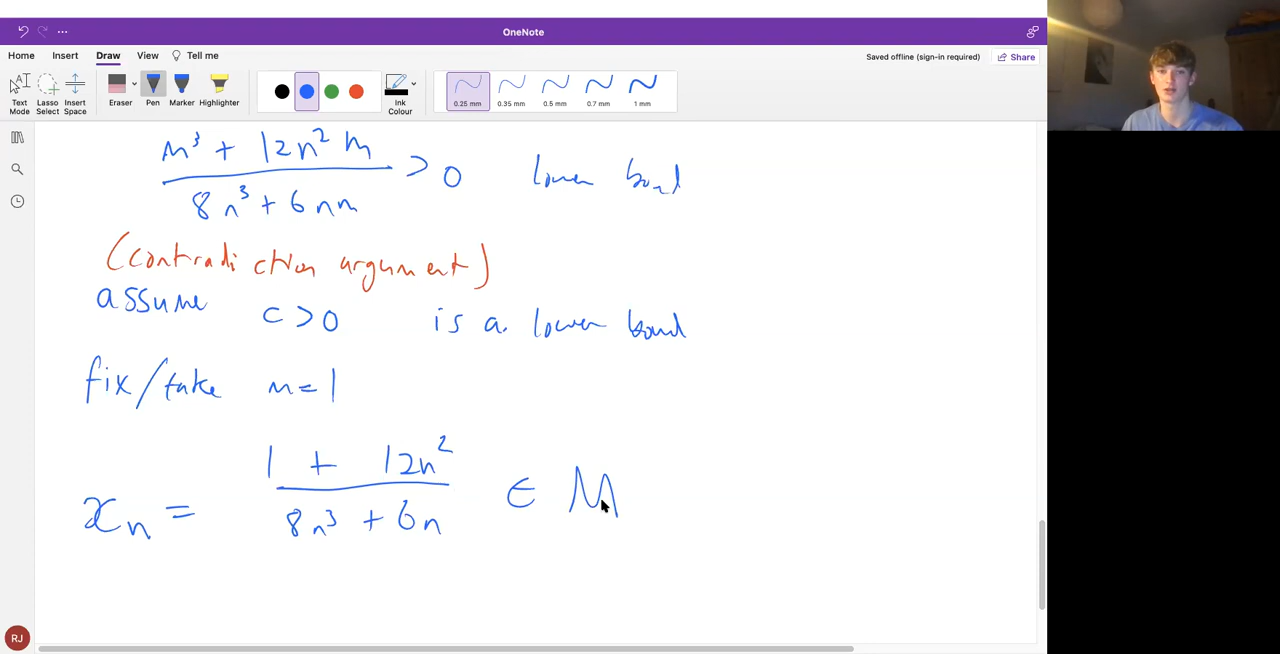 OneNote
Home Insert Draw View Tell me
Saved offline (sign-in required) Share
Text Mode Lasso Select Insert Space Eraser Pen Marker Highlighter Ink Colour 0.25 mm 0.35 mm 0.5 mm 0.7 mm 1 mm
m³ + 12n² m
8n³ + 6nm
> 0 lower bond
(contradiction argument)
assume c > 0 is a lower bond
fix/take m = 1
1 + 12n²
xₙ = ∈ M
8n³ + 6n
RJ